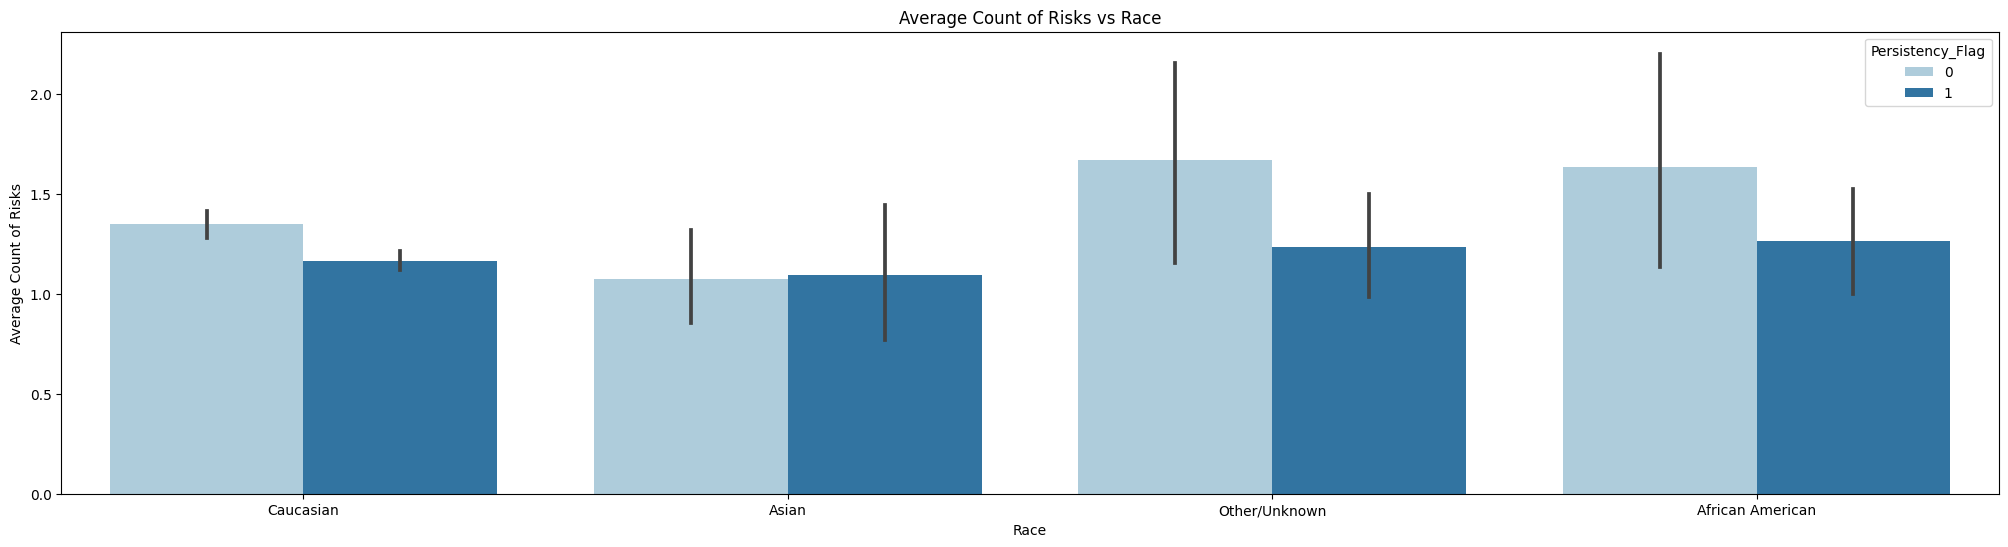 Average Count of Risks vs Race
Persistency_Flag
0
1
Average Count of Risks
2.0
1.5
1.0
0.5
0.0
Caucasian
Asian
Other/Unknown
African American
Race